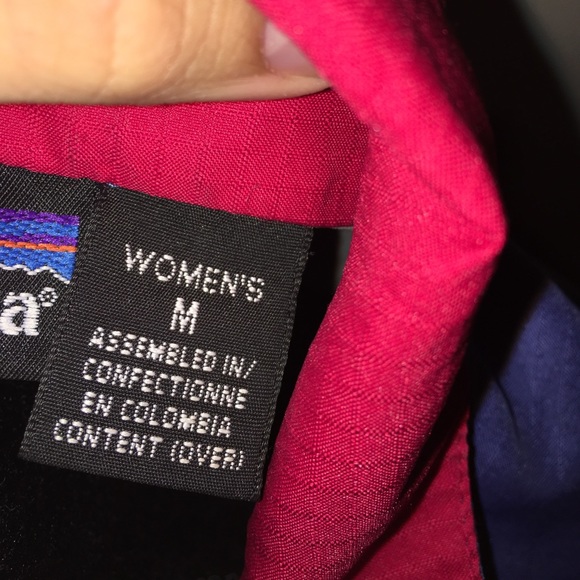 a®
WOMEN'S
M
ASSEMBLED IN/
CONFECTIONNE
EN COLOMBIA
CONTENT (OVER)